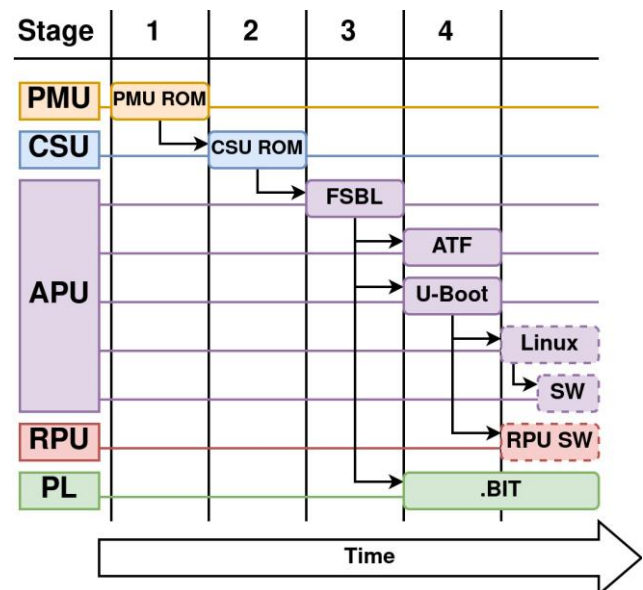 Stage 1 2 3 4
PMU PMU ROM
CSU CSU ROM
FSBL
ATF
APU U-Boot
Linux
SW
RPU RPU SW
PL .BIT
Time